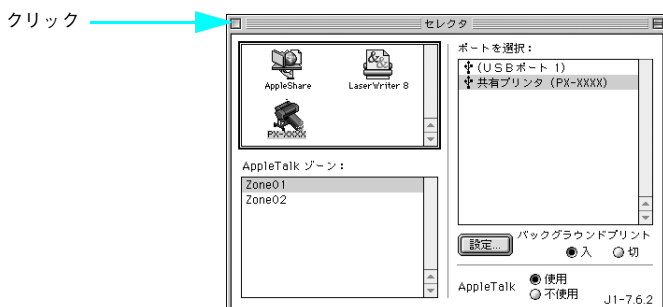 クリック
セレクタ
AppleShare
LaserWriter 8
PX-XXXX
AppleTalk ゾーン：
Zone01
Zone02
ポートを選択：
(USBポート 1)
共有プリンタ (PX-XXXX)
設定...
バックグラウンドプリント
入 切
AppleTalk
使用
不使用
J1-7.6.2